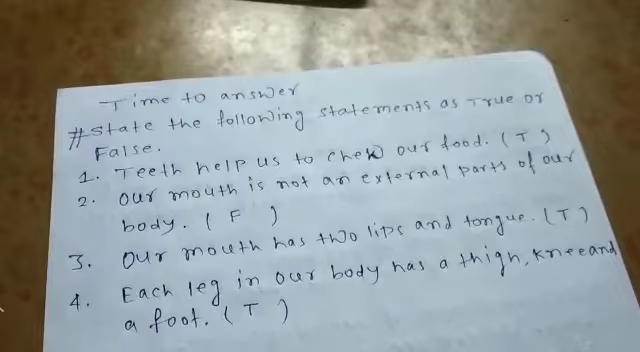 Time to answer
# State the following statements as True or
False.
1. Teeth help us to chew our food. ( T )
2. Our mouth is not an external parts of our
body. ( F )
3. Our mouth has two lips and tongue. ( T )
4. Each leg in our body has a thigh, knee and
a foot. ( T )